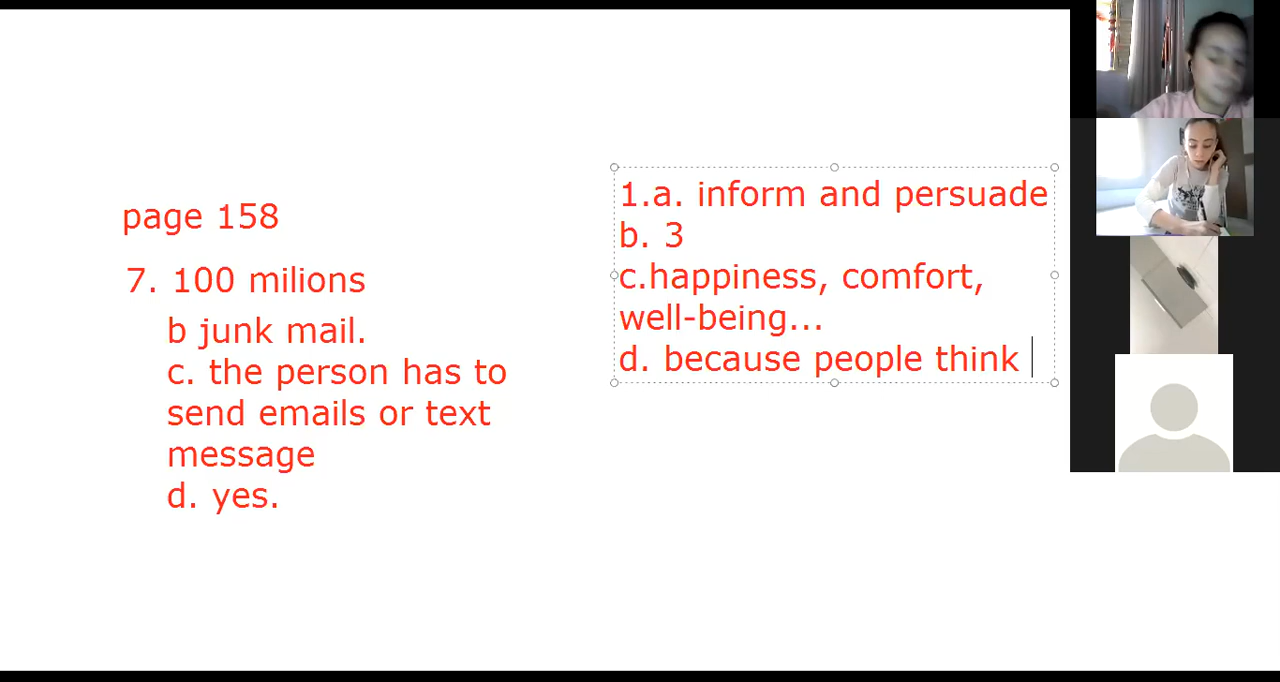 page 158
7. 100 milions
b junk mail.
c. the person has to
send emails or text
message
d. yes.
1.a. inform and persuade
b. 3
c.happiness, comfort,
well-being...
d. because people think